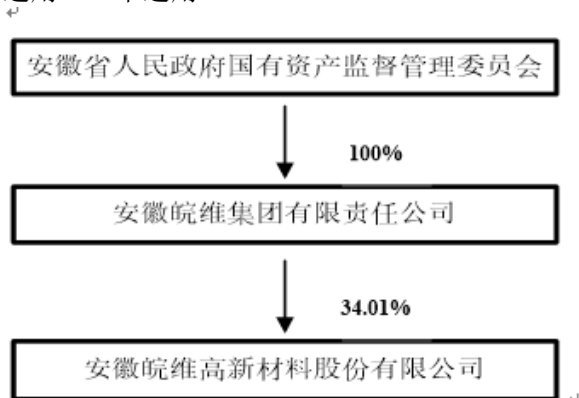 安徽省人民政府国有资产监督管理委员会
100%
安徽皖维集团有限责任公司
34.01%
安徽皖维高新材料股份有限公司